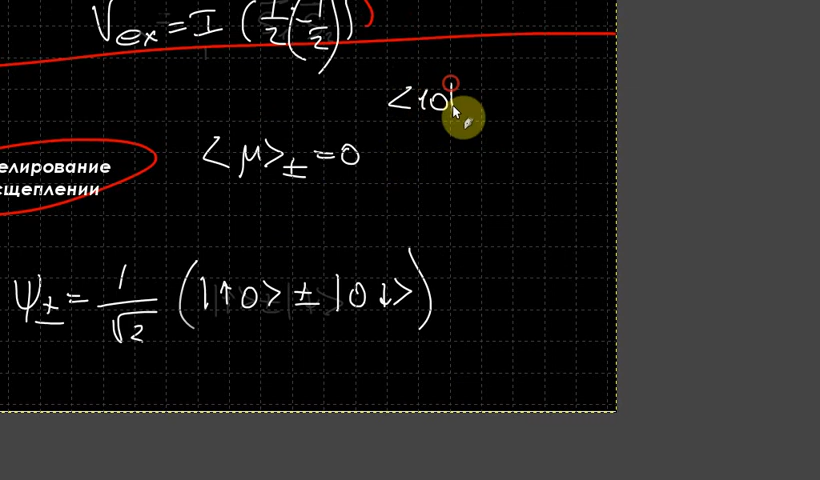 V_ex = I (1/2 (-1/2))
<10|
<μ>± = 0
елирование
сщеплении
Ψ± = 1/√2 (|↑0> ± |0↓>)